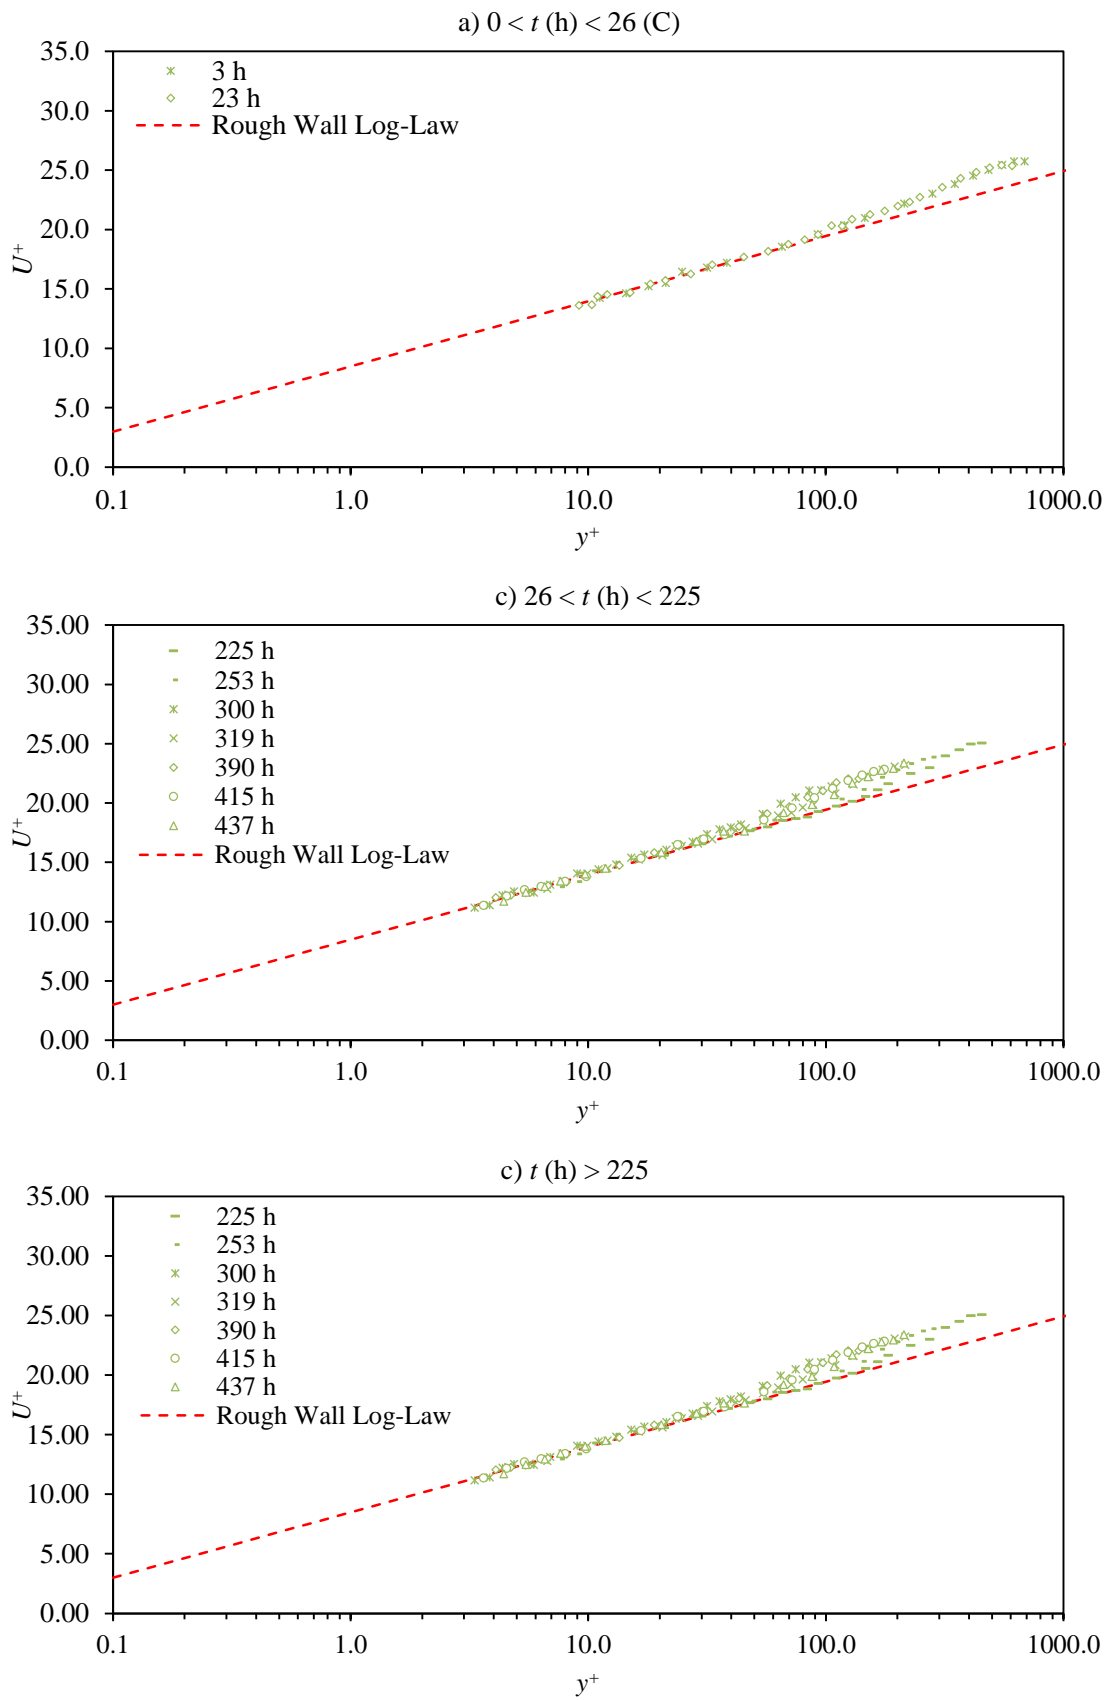 a) 0 < t (h) < 26 (C)
35.0
30.0
25.0
20.0
15.0
10.0
5.0
0.0
U+
3 h
23 h
Rough Wall Log-Law
0.1 1.0 10.0 100.0 1000.0
y+
c) 26 < t (h) < 225
35.00
30.00
25.00
20.00
15.00
10.00
5.00
0.00
U+
225 h
253 h
300 h
319 h
390 h
415 h
437 h
Rough Wall Log-Law
0.1 1.0 10.0 100.0 1000.0
y+
c) t (h) > 225
35.00
30.00
25.00
20.00
15.00
10.00
5.00
0.00
U+
225 h
253 h
300 h
319 h
390 h
415 h
437 h
Rough Wall Log-Law
0.1 1.0 10.0 100.0 1000.0
y+